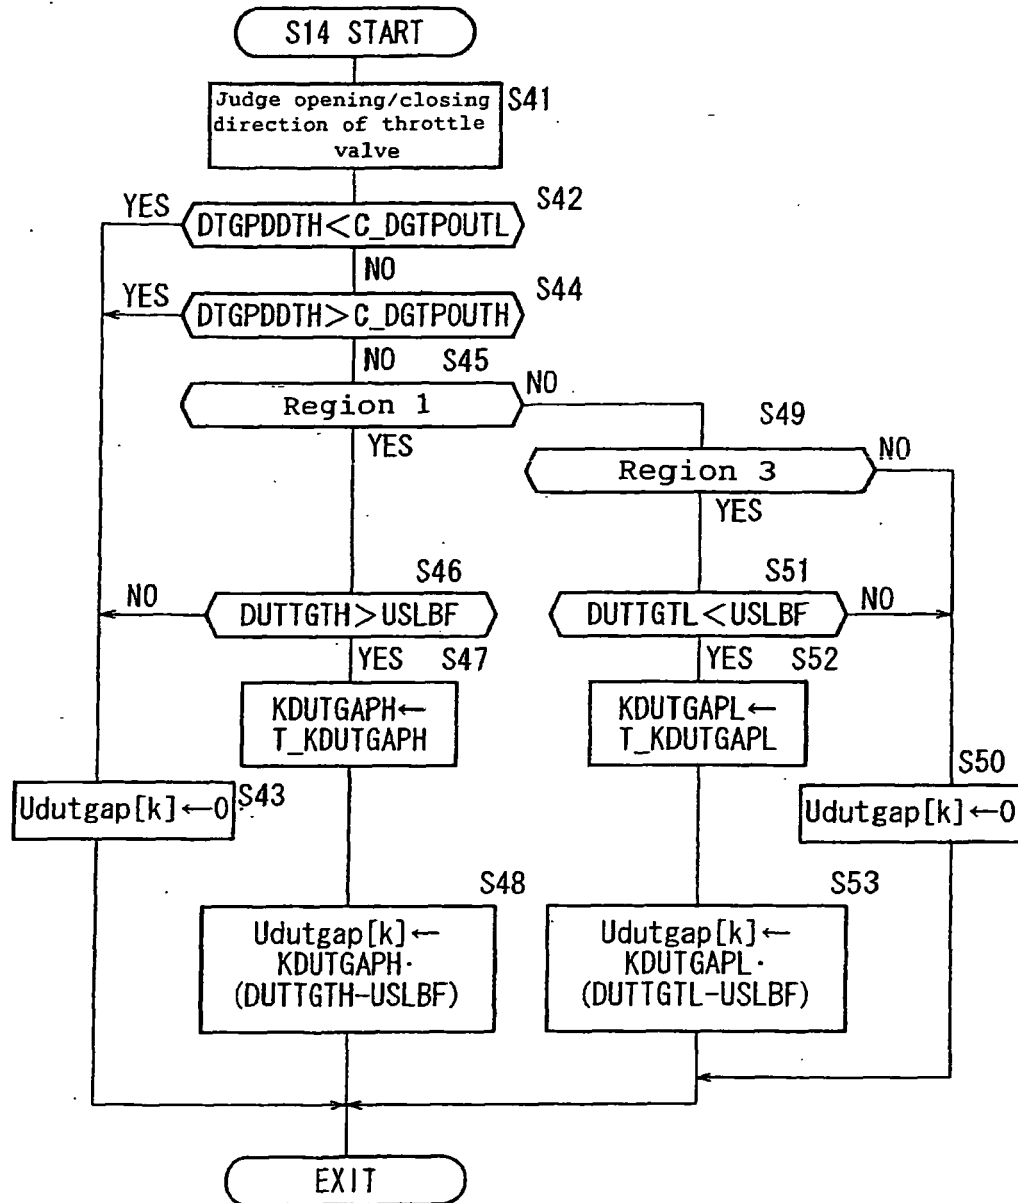 S14 START
Judge opening/closing
direction of throttle
valve
S41
YES
DTGPDDTH<C_DGTPOUTL
S42
NO
YES
DTGPDDTH>C_DGTPOUTH
S44
NO
S45
Region 1
NO
YES
S49
Region 3
NO
YES
S46
NO
DUTTGTH>USLBF
YES
S47
S51
DUTTGTL<USLBF
NO
YES
S52
KDUTGAPH←
T_KDUTGAPH
KDUTGAPL←
T_KDUTGAPL
Udutgap[k]←0
S43
S50
Udutgap[k]←0
S48
Udutgap[k]←
KDUTGAPH·
(DUTTGTH-USLBF)
S53
Udutgap[k]←
KDUTGAPL·
(DUTTGTL-USLBF)
EXIT